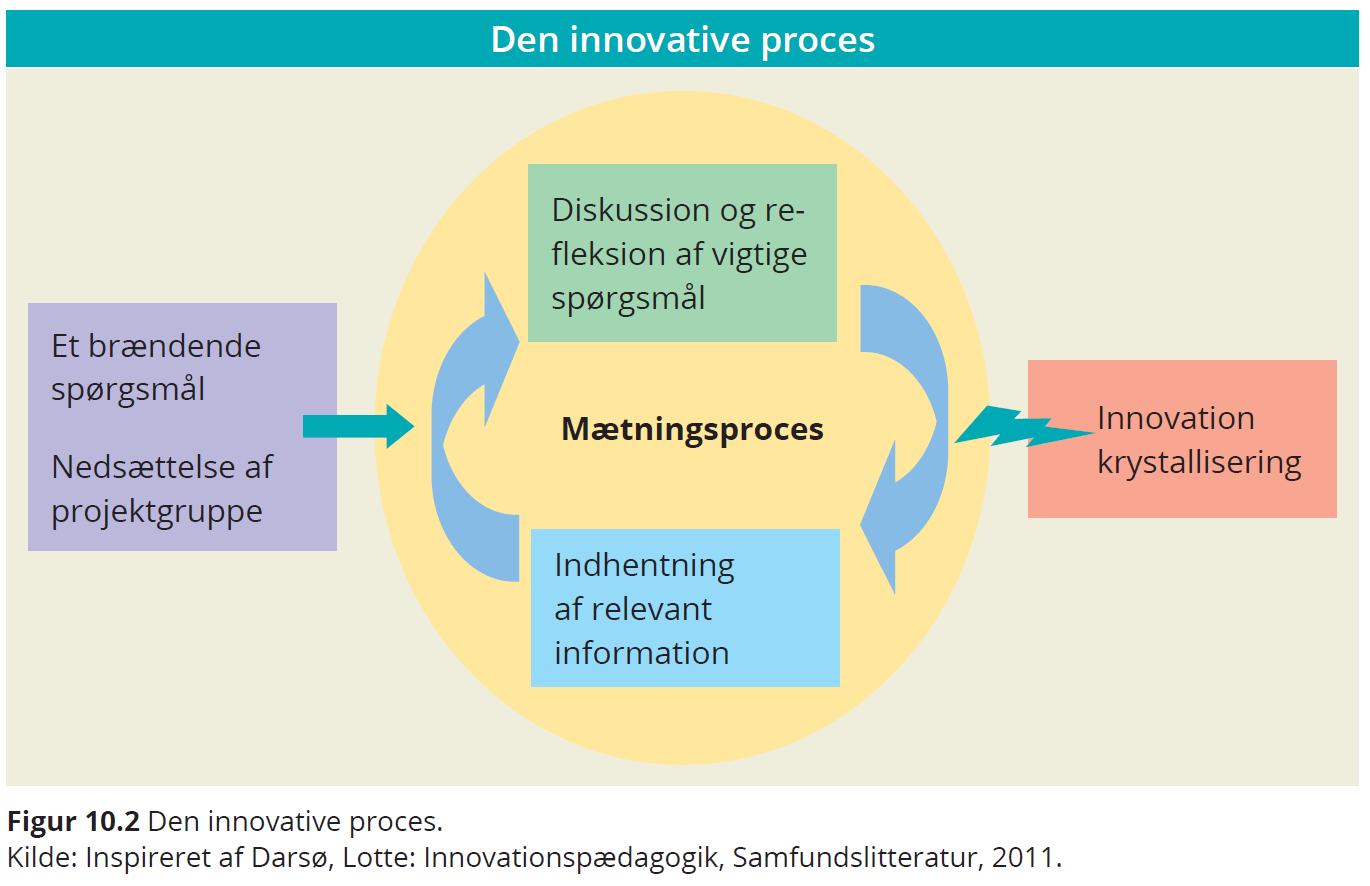 Den innovative proces
Et brændende
spørgsmål
Nedsættelse af
projektgruppe
Diskussion og re-
fleksion af vigtige
spørgsmål
Mætningsproces
Indhentning
af relevant
information
Innovation
krystallisering
Figur 10.2 Den innovative proces.
Kilde: Inspireret af Darsø, Lotte: Innovationspædagogik, Samfundslitteratur, 2011.